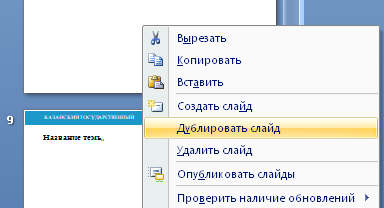 Вырезать
Копировать
Вставить
Создать слайд
Дублировать слайд
Удалить слайд
Опубликовать слайды
Проверить наличие обновлений
9
КАЗАНСКИЙ ГОСУДАРСТВЕННЫЙ
Название темы,